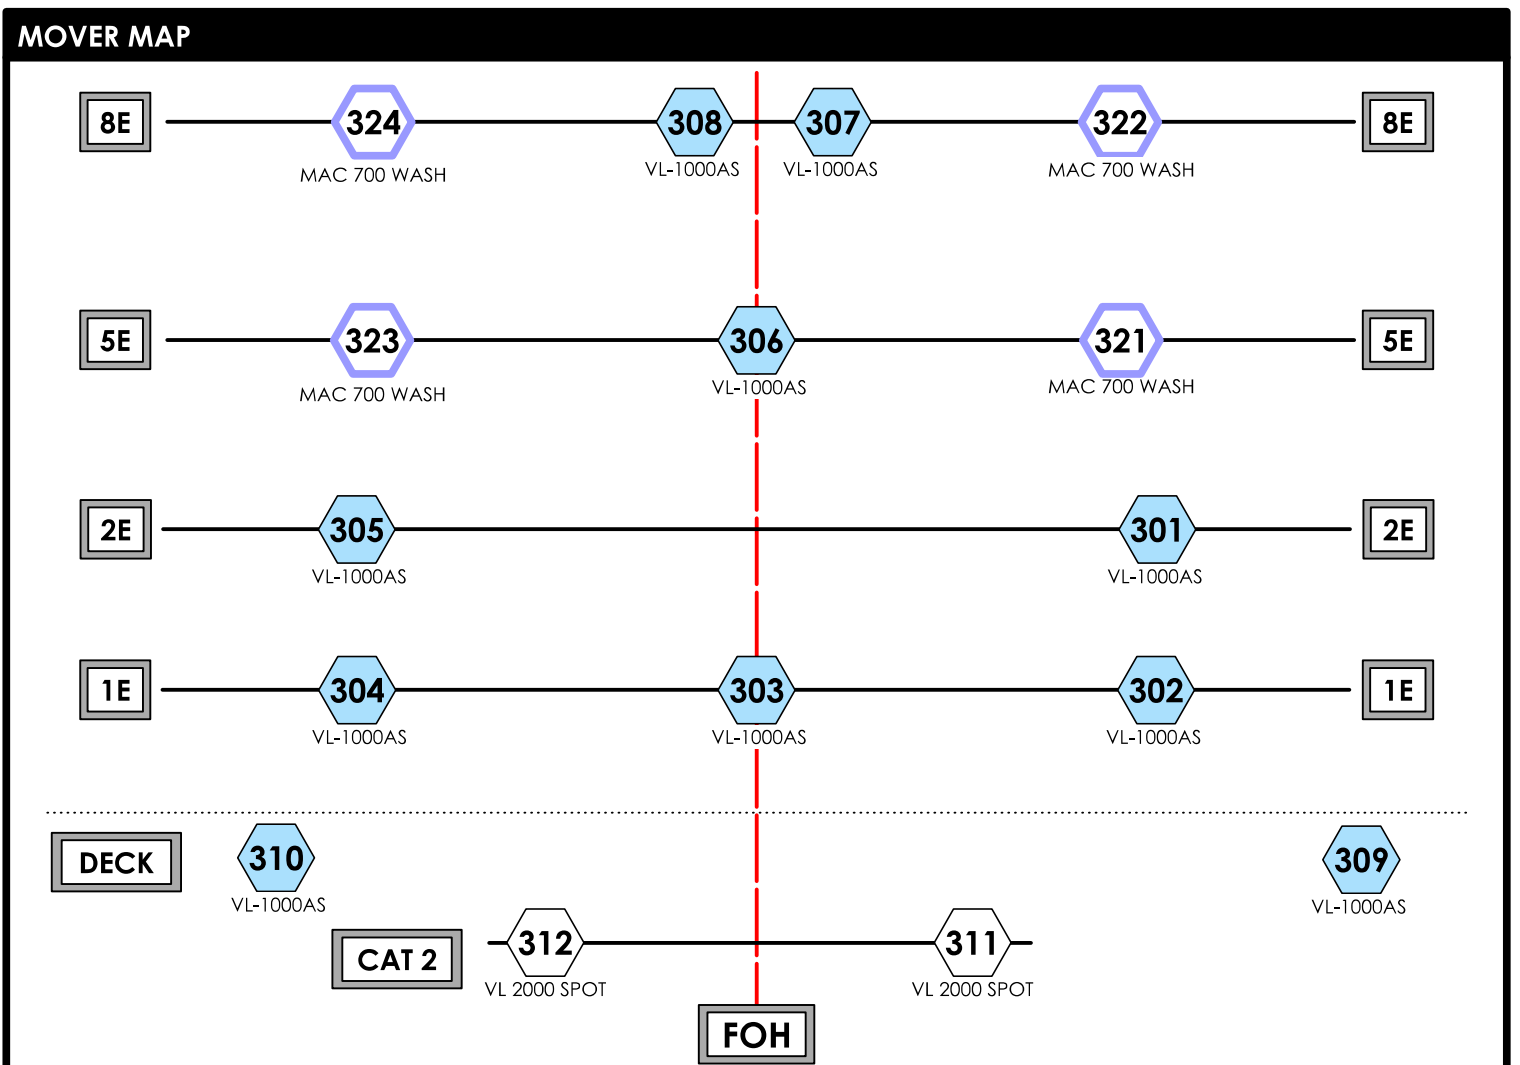 MOVER MAP
8E 324 308 307 322 8E
MAC 700 WASH VL-1000AS VL-1000AS MAC 700 WASH
5E 323 306 321 5E
MAC 700 WASH VL-1000AS MAC 700 WASH
2E 305 301 2E
VL-1000AS VL-1000AS
1E 304 303 302 1E
VL-1000AS VL-1000AS VL-1000AS
DECK 310 309
VL-1000AS VL-1000AS
CAT 2 312 311
VL 2000 SPOT VL 2000 SPOT
FOH